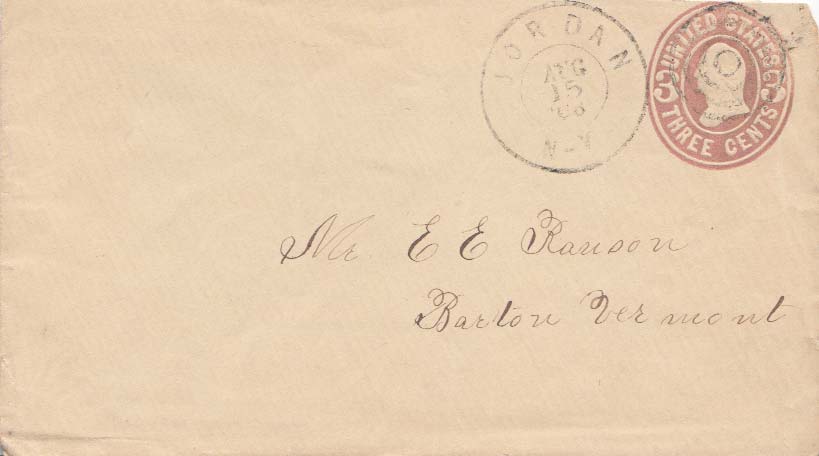 JORDAN
AUG
15
N-Y
UNITED STATES
THREE CENTS
3 3
Mr. E E Ranson
Barton Vermont